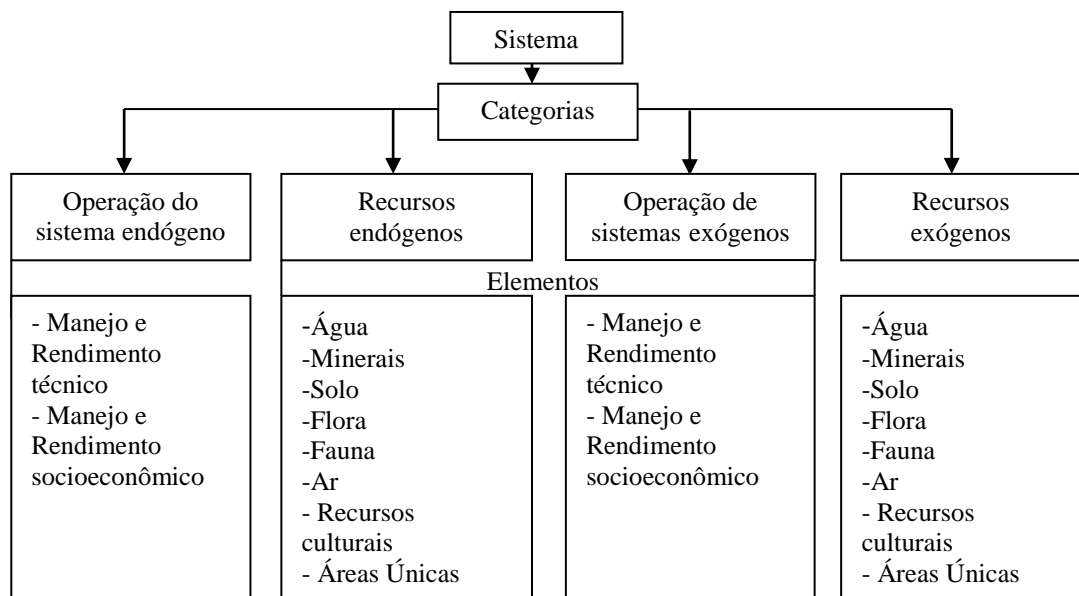 Sistema
Categorias
Operação do
sistema endógeno
Recursos
endógenos
Operação de
sistemas exógenos
Recursos
exógenos
Elementos
- Manejo e
Rendimento
técnico
- Manejo e
Rendimento
socioeconômico
-Água
-Minerais
-Solo
-Flora
-Fauna
-Ar
- Recursos
culturais
- Áreas Únicas
- Manejo e
Rendimento
técnico
- Manejo e
Rendimento
socioeconômico
-Água
-Minerais
-Solo
-Flora
-Fauna
-Ar
- Recursos
culturais
- Áreas Únicas